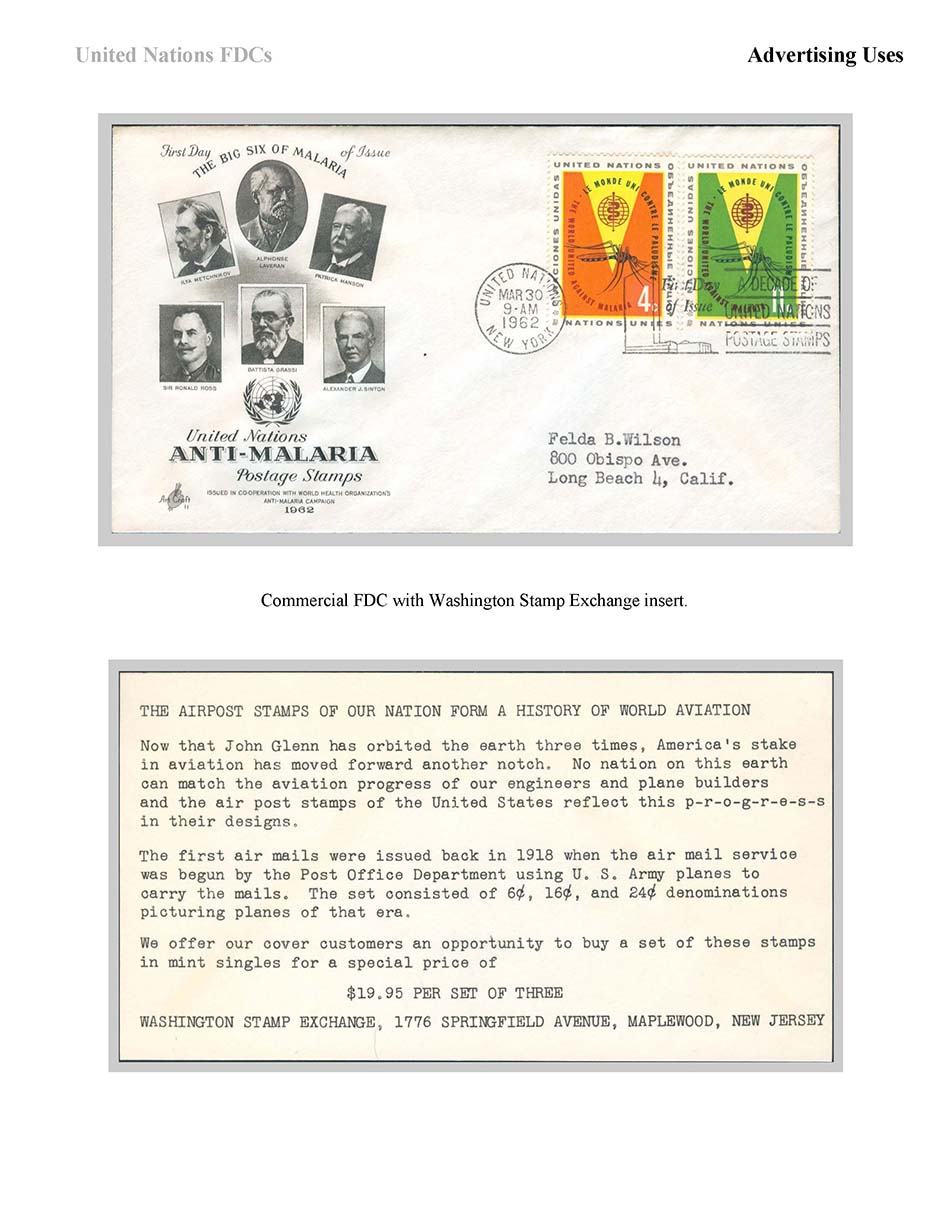 United Nations FDCs
Advertising Uses
First Day of Issue
THE BIG SIX OF MALARIA
ILYA METCHNIKOV
ALPHONSE
LAVERAN
PATRICK MANSON
SIR RONALD ROSS
BATTISTA GRASSI
ALEXANDER J. SINTON
United Nations
ANTI-MALARIA
Postage Stamps
ISSUED IN CO-OPERATION WITH WORLD HEALTH ORGANIZATION'S
ANTI-MALARIA CAMPAIGN
1962
Art Craft
UNITED NATIONS
LE MONDE UNI CONTRE LE PALUDISME
THE WORLD UNITED AGAINST MALARIA
NACIONES UNIDAS
4c
NATIONS UNIES
UNITED NATIONS
ОБЪЕДИНЕННЫЕ
LE MONDE UNI CONTRE LE PALUDISME
THE WORLD UNITED AGAINST MALARIA
CIONES UNIDAS
11c
NATIONS UNIES
UNITED NATIONS
MAR 30
9-AM
1962
NEW YORK
First Day
of Issue
A DECADE OF
UNITED NATIONS
POSTAGE STAMPS
Felda B.Wilson
800 Obispo Ave.
Long Beach 4, Calif.
Commercial FDC with Washington Stamp Exchange insert.
THE AIRPOST STAMPS OF OUR NATION FORM A HISTORY OF WORLD AVIATION
Now that John Glenn has orbited the earth three times, America's stake
in aviation has moved forward another notch. No nation on this earth
can match the aviation progress of our engineers and plane builders
and the air post stamps of the United States reflect this p-r-o-g-r-e-s-s
in their designs.
The first air mails were issued back in 1918 when the air mail service
was begun by the Post Office Department using U. S. Army planes to
carry the mails. The set consisted of 6¢, 16¢, and 24¢ denominations
picturing planes of that era.
We offer our cover customers an opportunity to buy a set of these stamps
in mint singles for a special price of
$19.95 PER SET OF THREE
WASHINGTON STAMP EXCHANGE, 1776 SPRINGFIELD AVENUE, MAPLEWOOD, NEW JERSEY